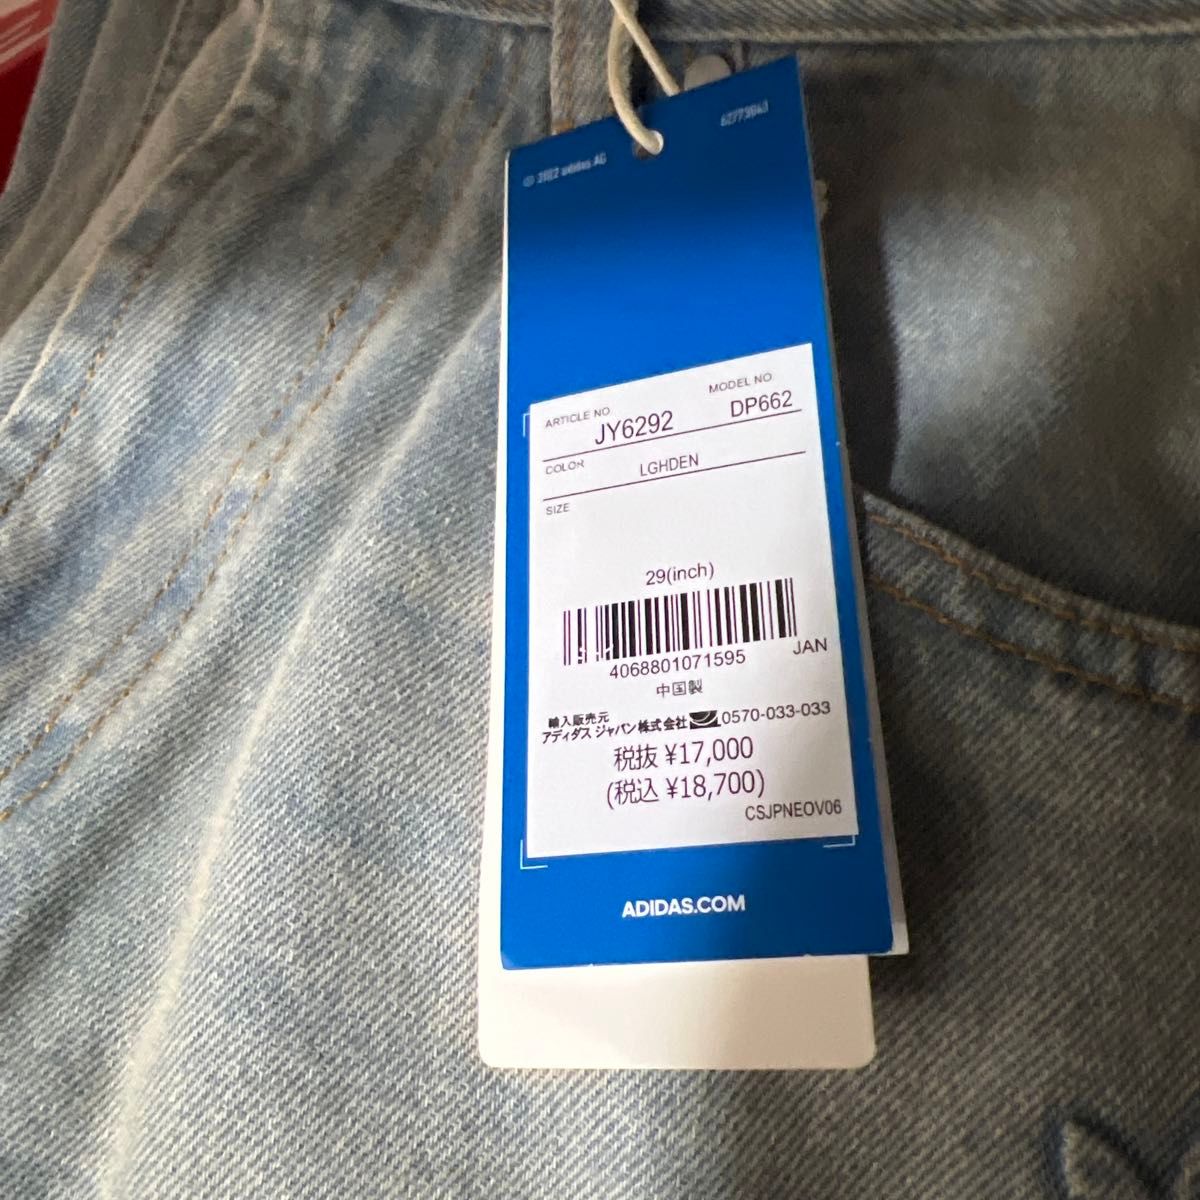 © 2022 adidas AG
62773043
ARTICLE NO
MODEL NO
JY6292
DP662
COLOR
LGHDEN
SIZE
29(inch)
4068801071595
JAN
中国製
輸入販売元
アディダス ジャパン株式会社 0570-033-033
税抜 ¥17,000
(税込 ¥18,700)
CSJPNEOV06
ADIDAS.COM